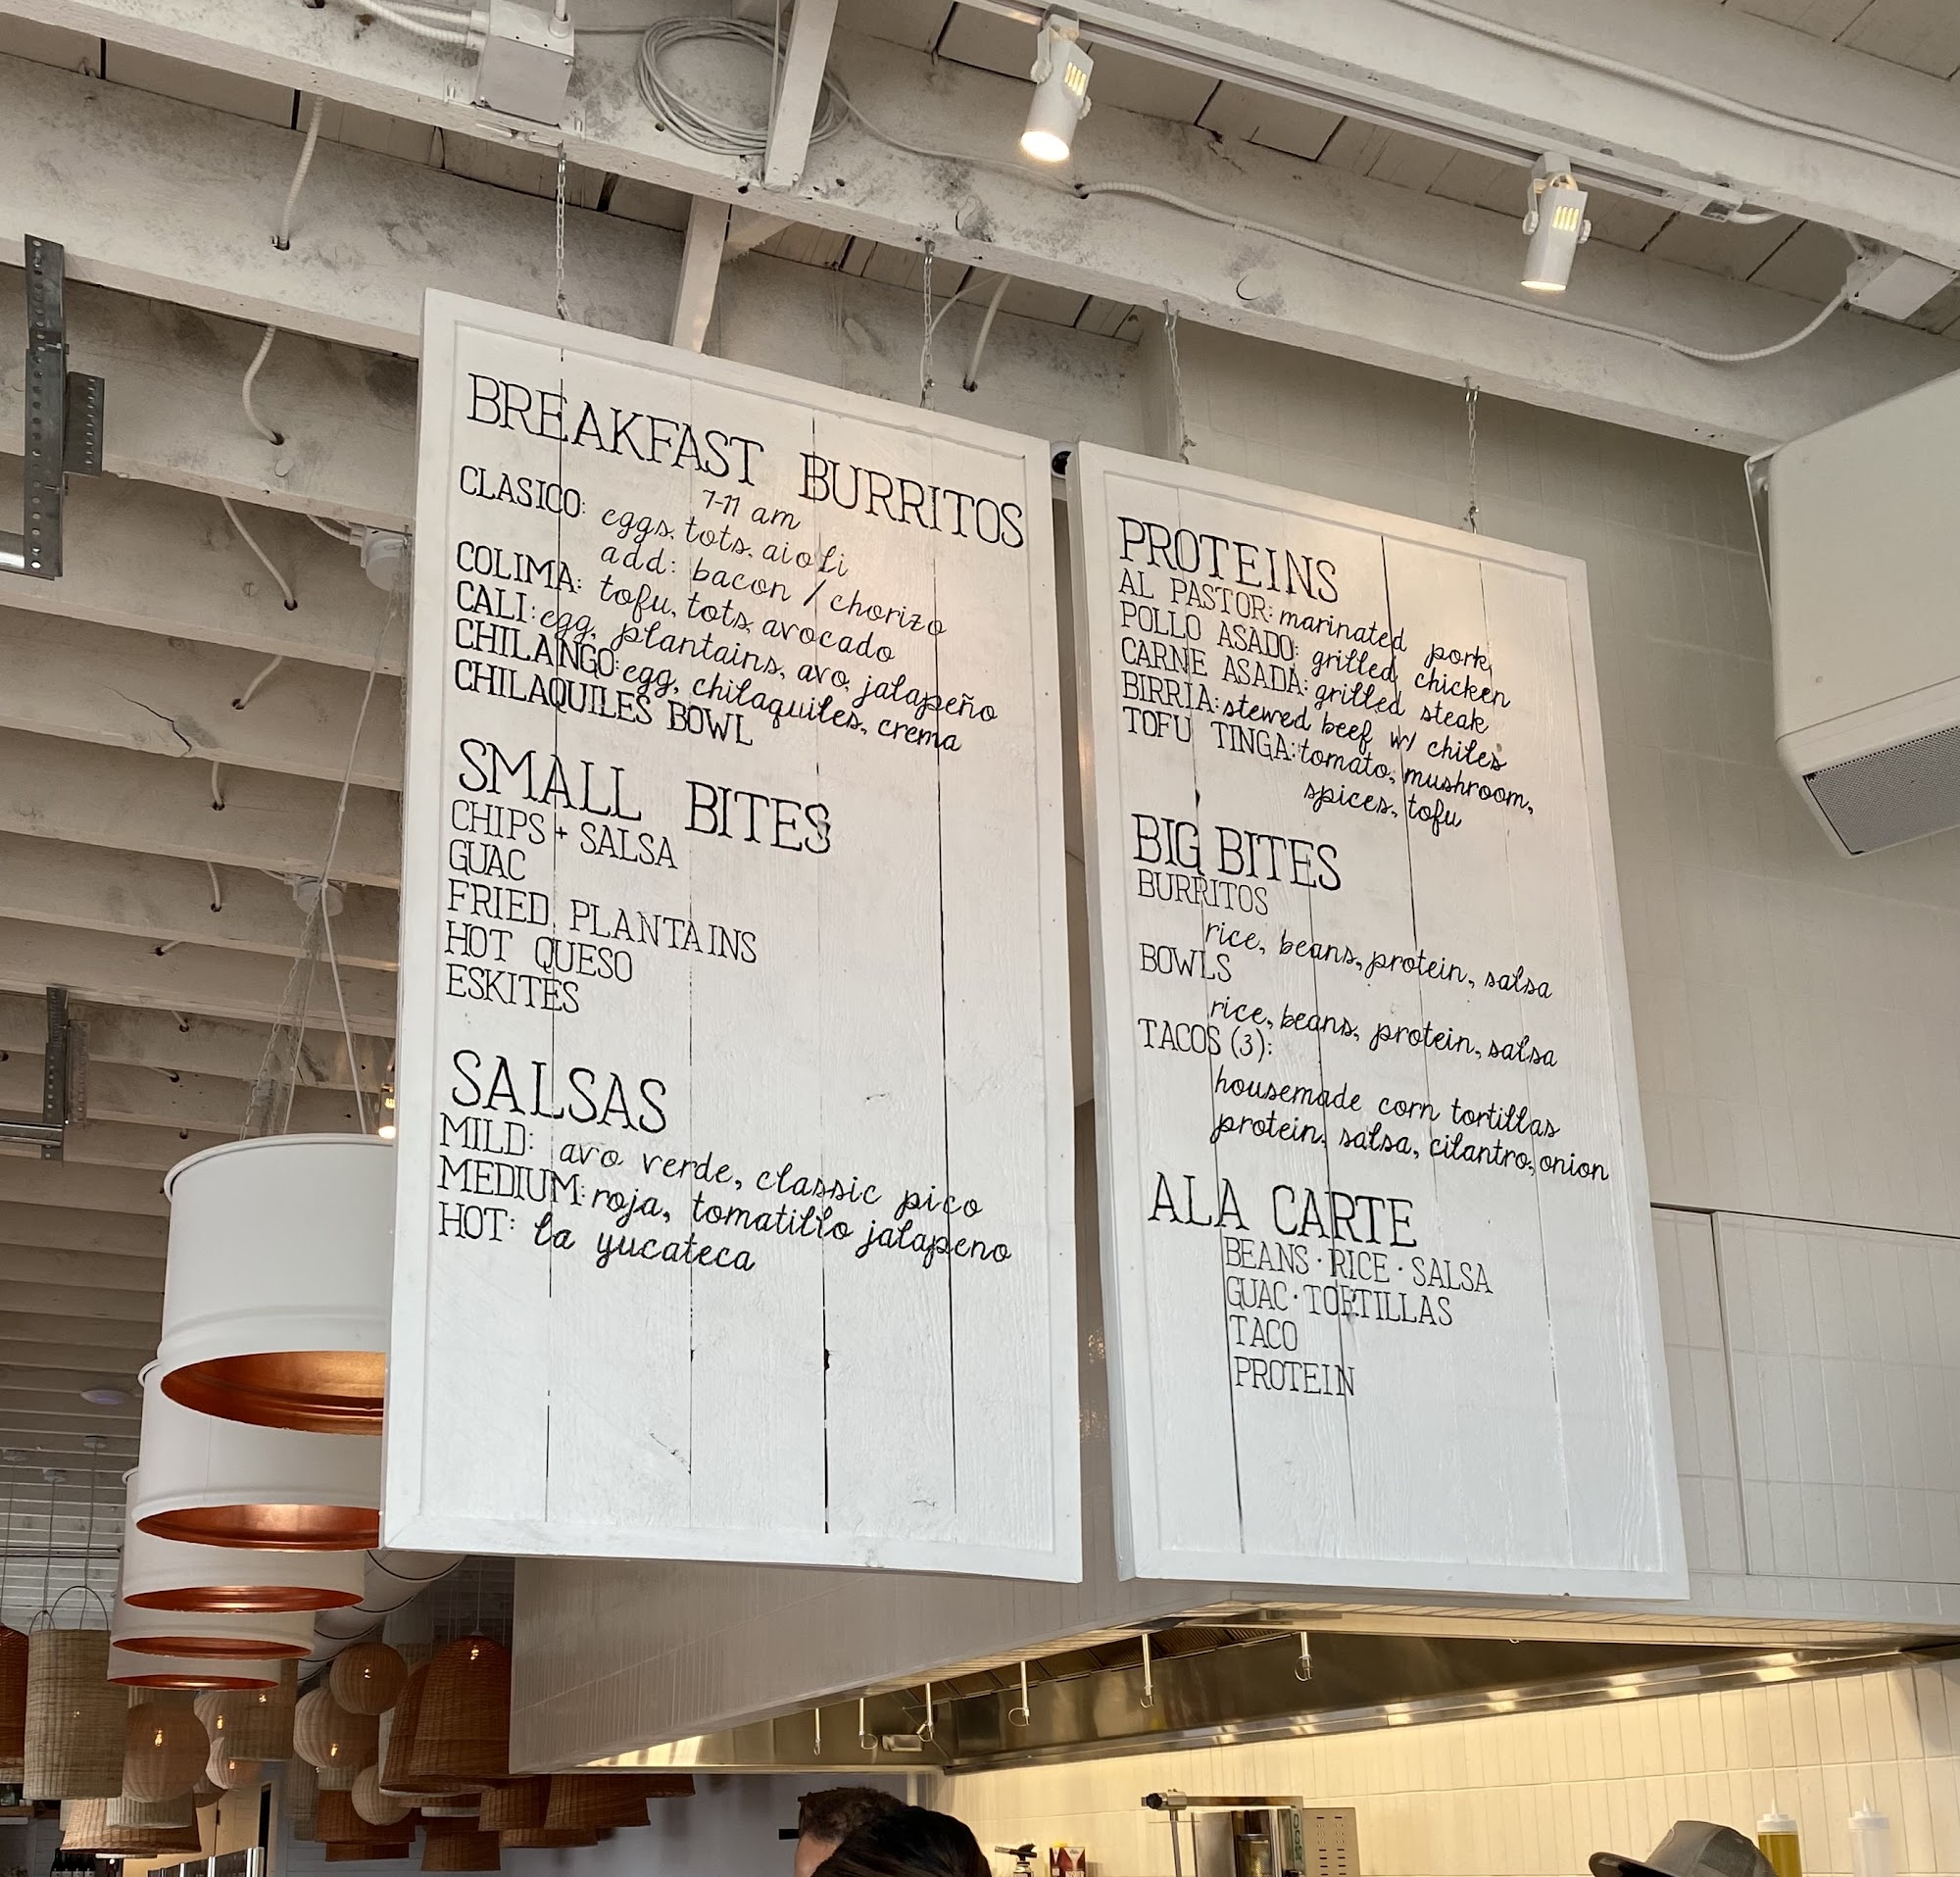 BREAKFAST BURRITOS
7-11 am
CLASICO: eggs, tots, aioli
add: bacon / chorizo
COLIMA: tofu, tots, avocado
CALI: egg, plantains, avo, jalapeño
CHILANGO: egg, chilaquiles, crema
CHILAQUILES BOWL
SMALL BITES
CHIPS + SALSA
GUAC
FRIED PLANTAINS
HOT QUESO
ESKITES
SALSAS
MILD: avo verde, classic pico
MEDIUM: roja, tomatillo jalapeno
HOT: la yucateca
PROTEINS
AL PASTOR: marinated pork,
POLLO ASADO: grilled chicken
CARNE ASADA: grilled steak
BIRRIA: stewed beef w/ chiles
TOFU TINGA: tomato, mushroom,
spices, tofu
BIG BITES
BURRITOS
rice, beans, protein, salsa
BOWLS
rice, beans, protein, salsa
TACOS (3):
housemade corn tortillas
protein, salsa, cilantro, onion
ALA CARTE
BEANS · RICE · SALSA
GUAC · TORTILLAS
TACO
PROTEIN